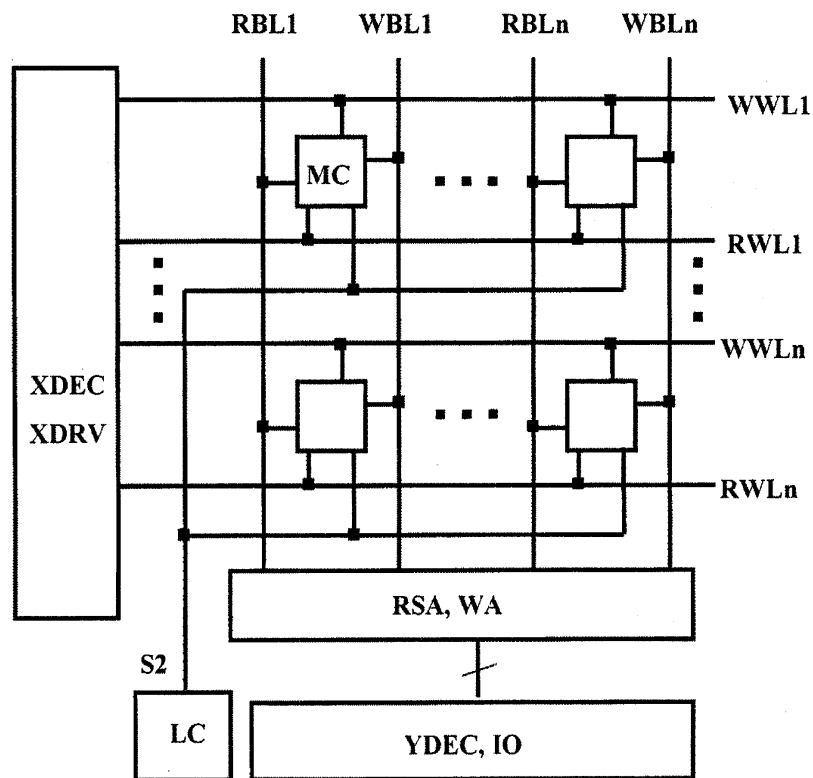 RBL1 WBL1 RBLn WBLn
WWL1
MC
RWL1
WWLn
XDEC
XDRV
RWLn
RSA, WA
S2
LC
YDEC, IO